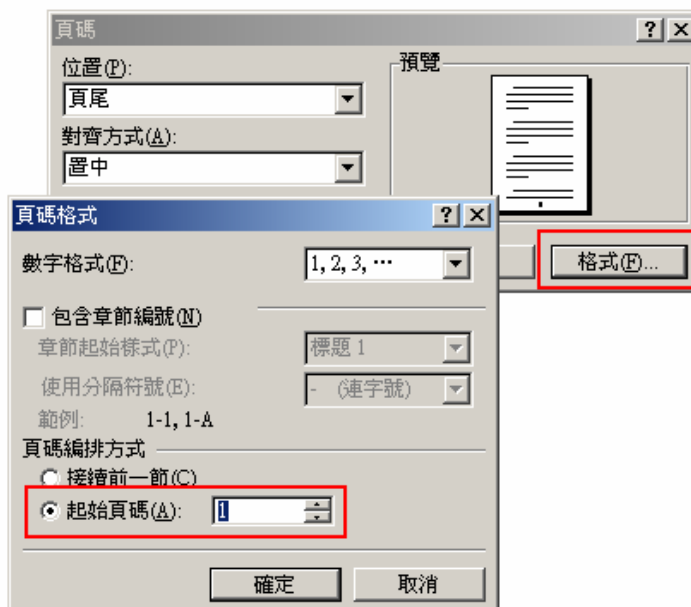 頁碼
位置(P):
預覽
頁尾
對齊方式(A):
置中
格式(F)...
頁碼格式
數字格式(F):
1, 2, 3, …
包含章節編號(N)
章節起始樣式(P):
標題 1
使用分隔符號(E):
- (連字號)
範例:
1-1, 1-A
頁碼編排方式
接續前一節(C)
起始頁碼(A):
1
確定
取消